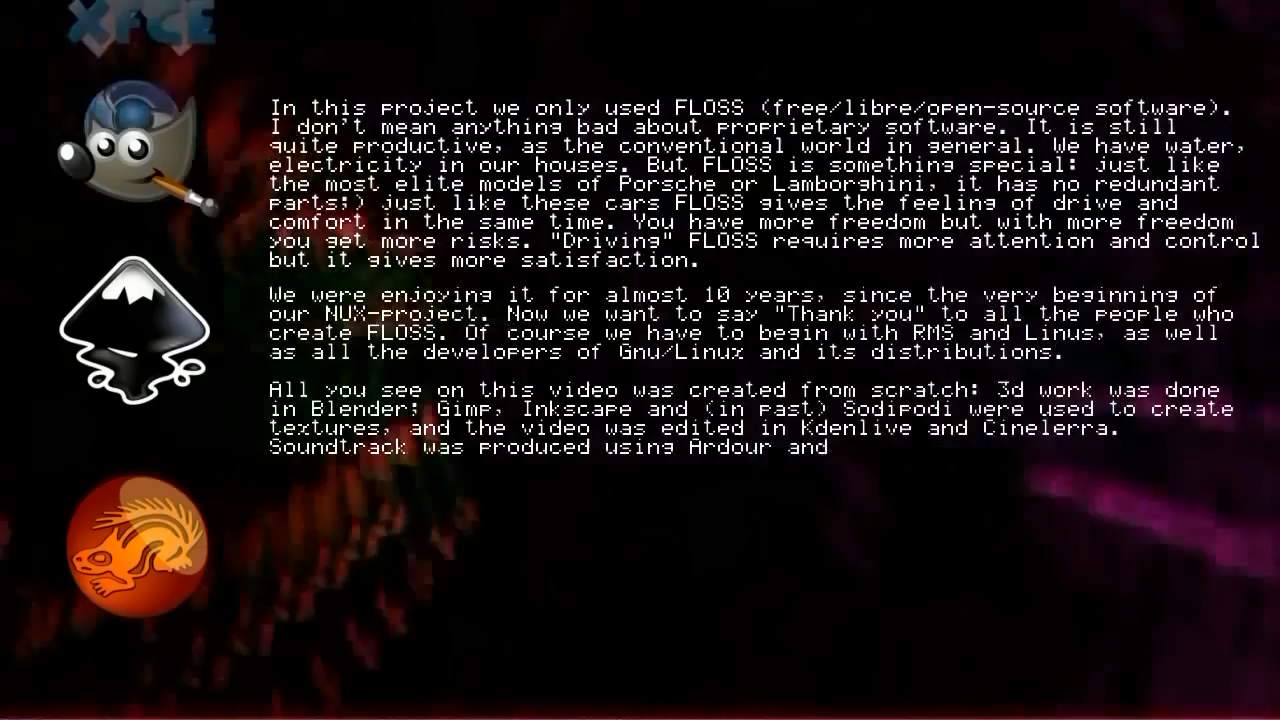 XFCE
In this project we only used FLOSS (free/libre/open-source software).
I don't mean anything bad about proprietary software. It is still
quite productive, as the conventional world in general. We have water,
electricity in our houses. But FLOSS is something special: just like
the most elite models of Porsche or Lamborghini, it has no redundant
parts;) just like these cars FLOSS gives the feeling of drive and
comfort in the same time. You have more freedom but with more freedom
you get more risks. "Driving" FLOSS requires more attention and control
but it gives more satisfaction.
We were enjoying it for almost 10 years, since the very beginning of
our NUX-project. Now we want to say "Thank you" to all the people who
create FLOSS. Of course we have to begin with RMS and Linus, as well
as all the developers of Gnu/Linux and its distributions.
All you see on this video was created from scratch: 3d work was done
in Blender; Gimp, Inkscape and (in past) Sodipodi were used to create
textures, and the video was edited in Kdenlive and Cinelerra.
Soundtrack was produced using Ardour and